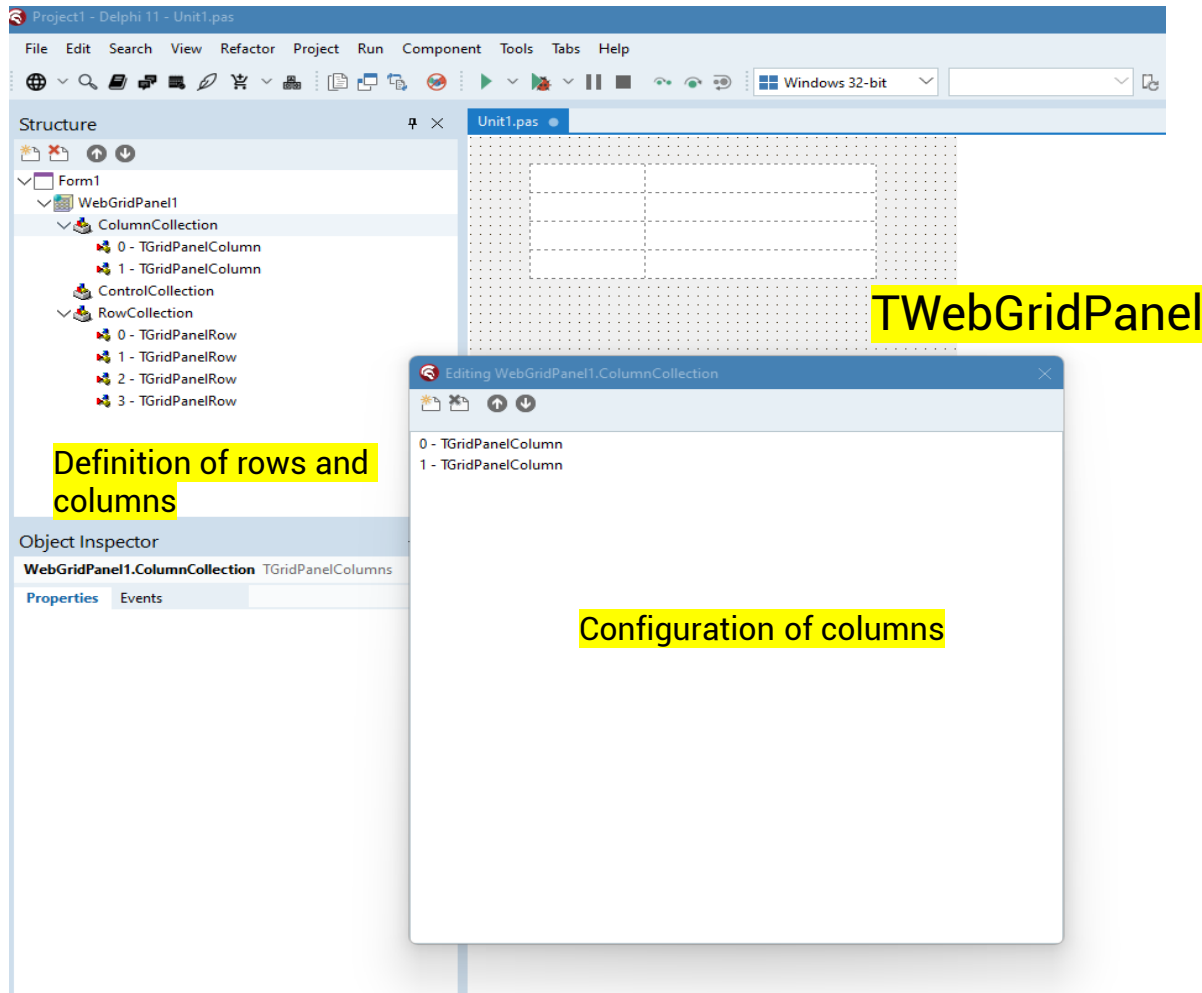 Project1 - Delphi 11 - Unit1.pas
File Edit Search View Refactor Project Run Component Tools Tabs Help
Windows 32-bit
Structure
Unit1.pas
Form1
WebGridPanel1
ColumnCollection
0 - TGridPanelColumn
1 - TGridPanelColumn
ControlCollection
RowCollection
0 - TGridPanelRow
1 - TGridPanelRow
2 - TGridPanelRow
3 - TGridPanelRow
TWebGridPanel
Definition of rows and
columns
Editing WebGridPanel1.ColumnCollection
0 - TGridPanelColumn
1 - TGridPanelColumn
Configuration of columns
Object Inspector
WebGridPanel1.ColumnCollection TGridPanelColumns
Properties Events